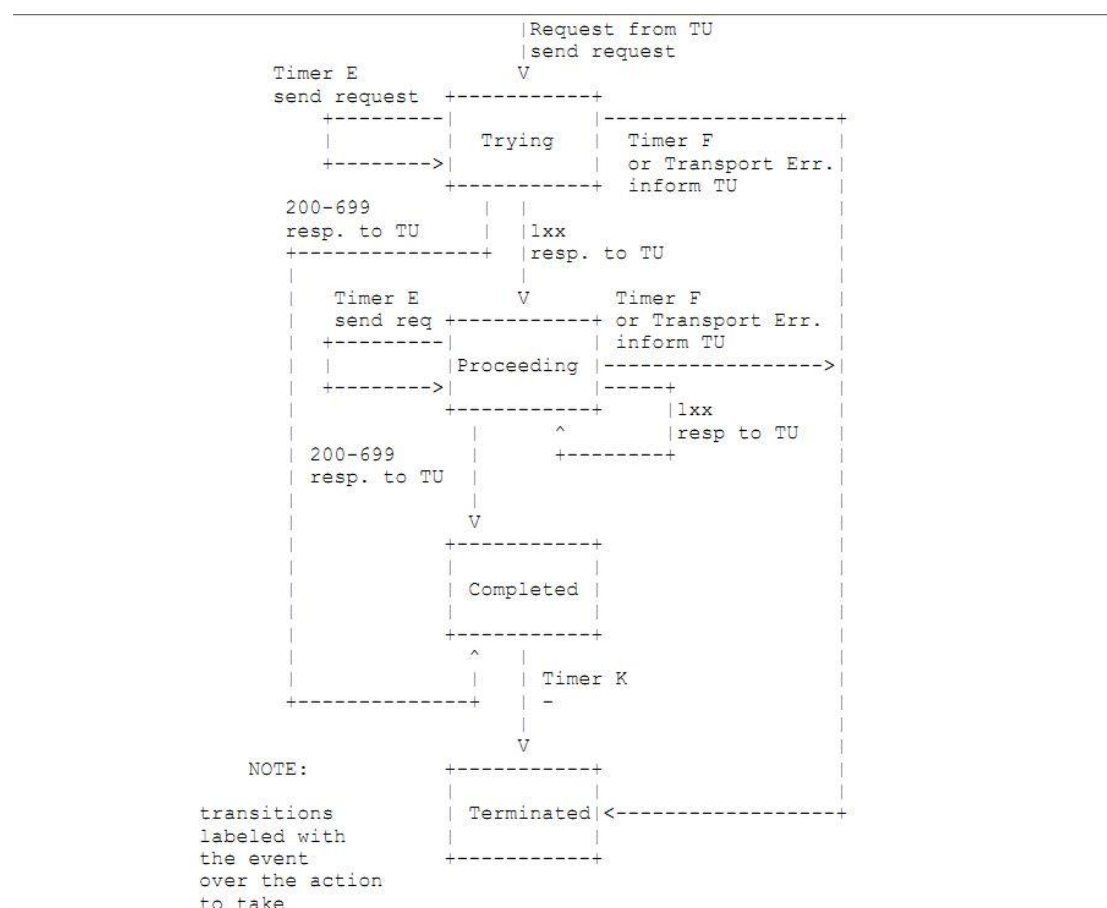 Request from TU
send request
Timer E
send request
Trying
Timer F
or Transport Err.
inform TU
200-699
resp. to TU
1xx
resp. to TU
Timer E
send req
Timer F
or Transport Err.
inform TU
Proceeding
1xx
resp to TU
200-699
resp. to TU
Completed
Timer K
-
Terminated
NOTE:
transitions
labeled with
the event
over the action
to take